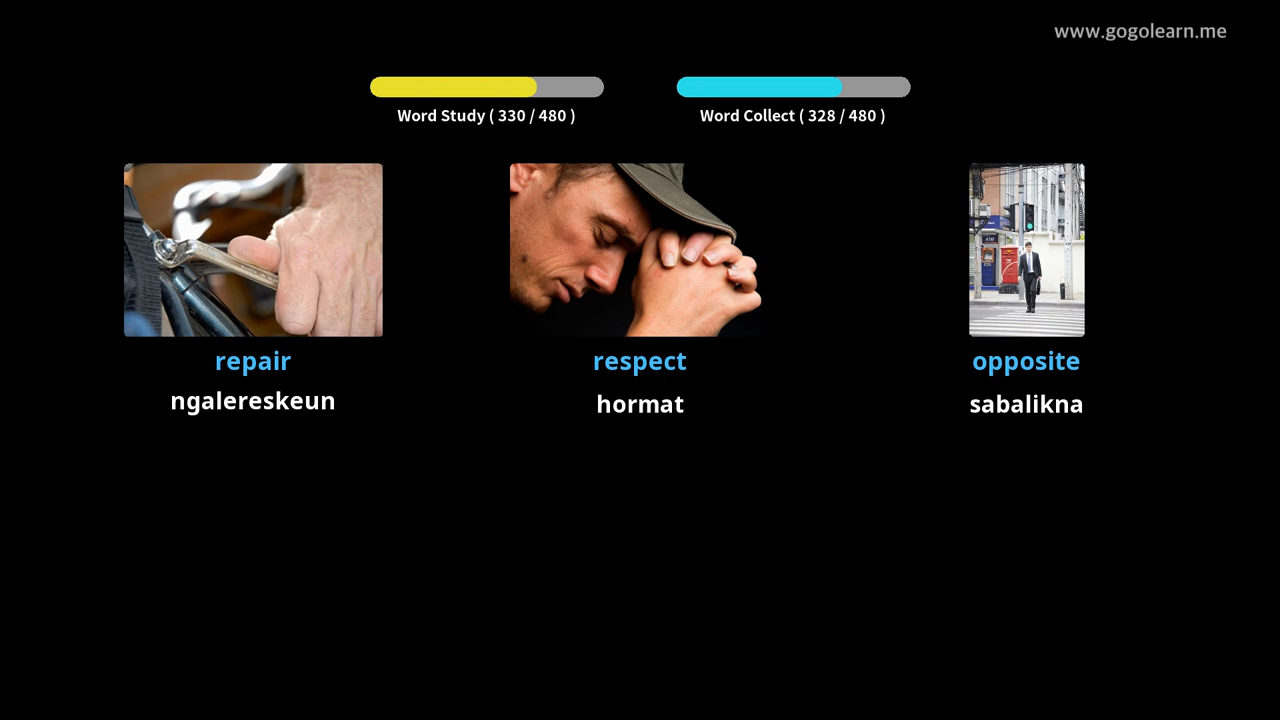 www.gogolearn.me
Word Study ( 330 / 480 )
Word Collect ( 328 / 480 )
repair
ngalereskeun
respect
hormat
opposite
sabalikna